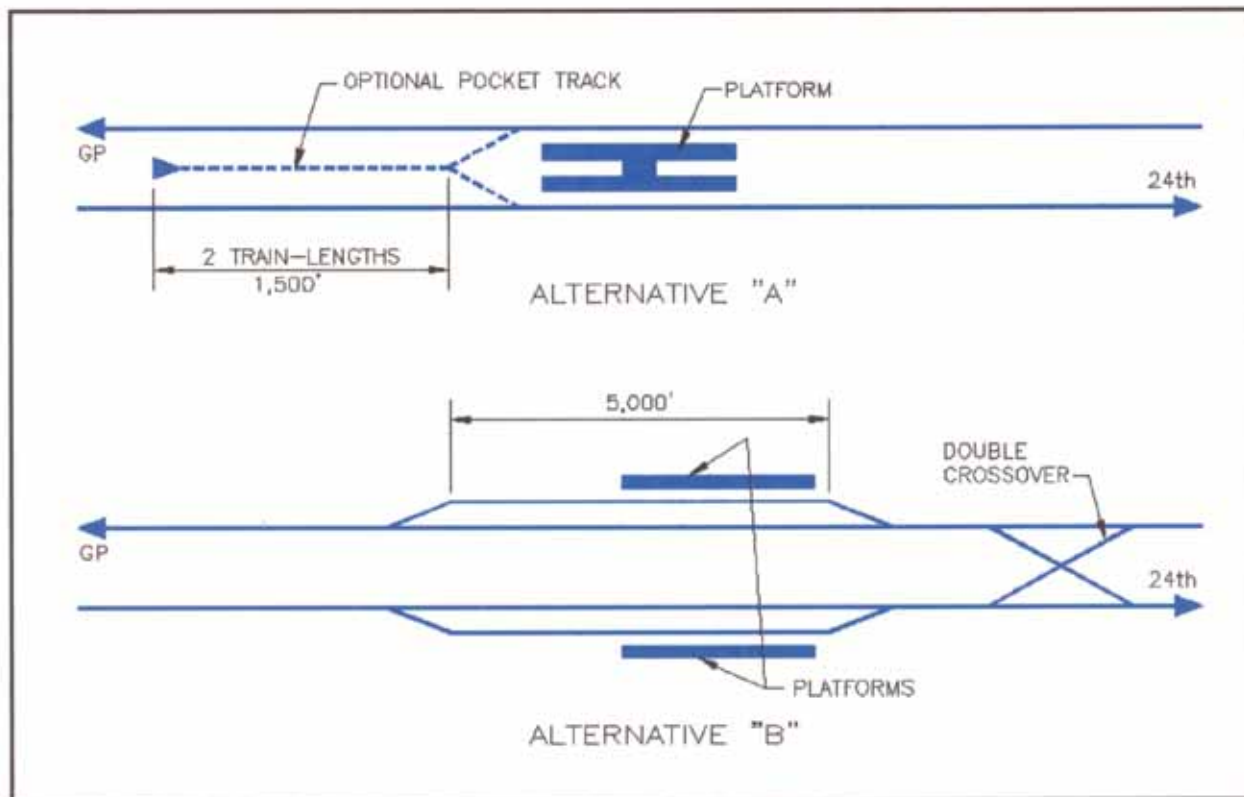 OPTIONAL POCKET TRACK
PLATFORM
GP
24th
2 TRAIN-LENGTHS
1,500'
ALTERNATIVE "A"
5,000'
DOUBLE
CROSSOVER
GP
24th
PLATFORMS
ALTERNATIVE "B"